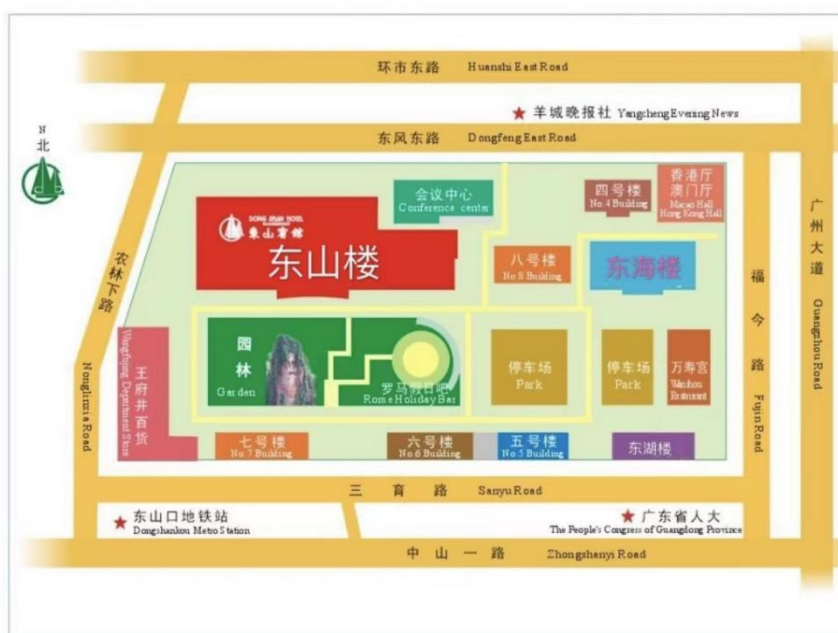 环市东路 Huanshi East Road
羊城晚报社 Yangcheng Evening News
东风东路 Dongfeng East Road
N
北
会议中心
Conference center
四号楼
No.4 Building
香港厅
澳门厅
Macao Hall
Hong Kong Hall
DONG SHAN HOTEL
東山賓館
东山楼
八号楼
No.8 Building
东海楼
广州大道 Guangzhou Road
农林下路
Nonglinxia Road
福今路 Fujin Road
王府井百货
Wangfujing Department Store
园林
Garden
罗马假日吧
Rome Holiday Bar
停车场
Park
停车场
Park
万寿宫
Wanshou
Restaurant
七号楼
No.7 Building
六号楼
No.6 Building
五号楼
No.5 Building
东湖楼
三育路 Sanyu Road
东山口地铁站
Dongshankou Metro Station
广东省人大
The People's Congress of Guangdong Province
中山一路 Zhongshanyi Road